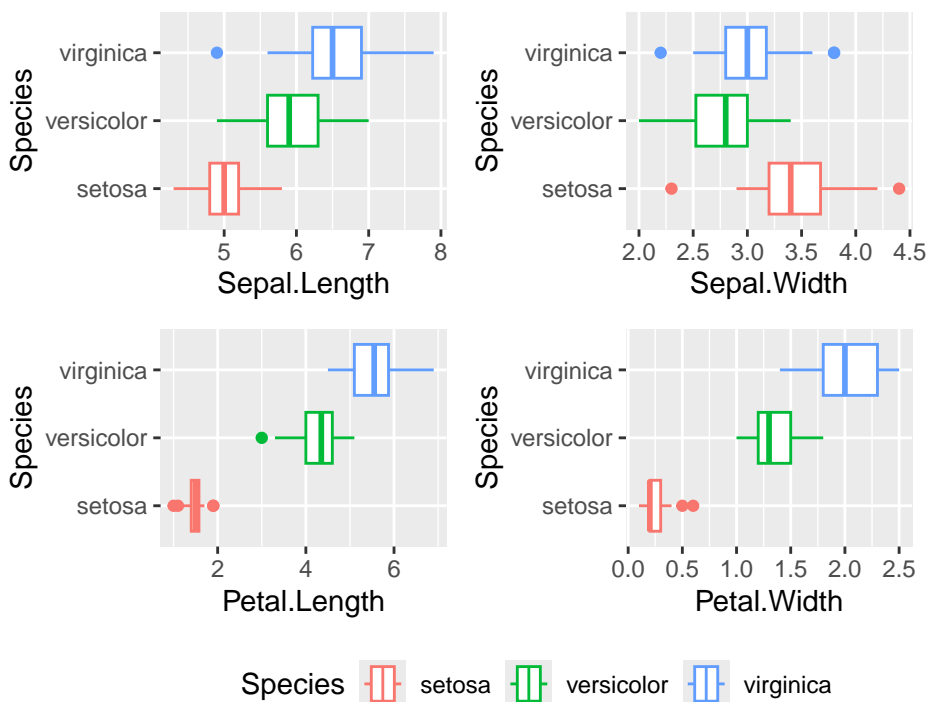 Species
virginica
versicolor
setosa
5 6 7 8
Sepal.Length
Species
virginica
versicolor
setosa
2.0 2.5 3.0 3.5 4.0 4.5
Sepal.Width
Species
virginica
versicolor
setosa
2 4 6
Petal.Length
Species
virginica
versicolor
setosa
0.0 0.5 1.0 1.5 2.0 2.5
Petal.Width
Species setosa versicolor virginica